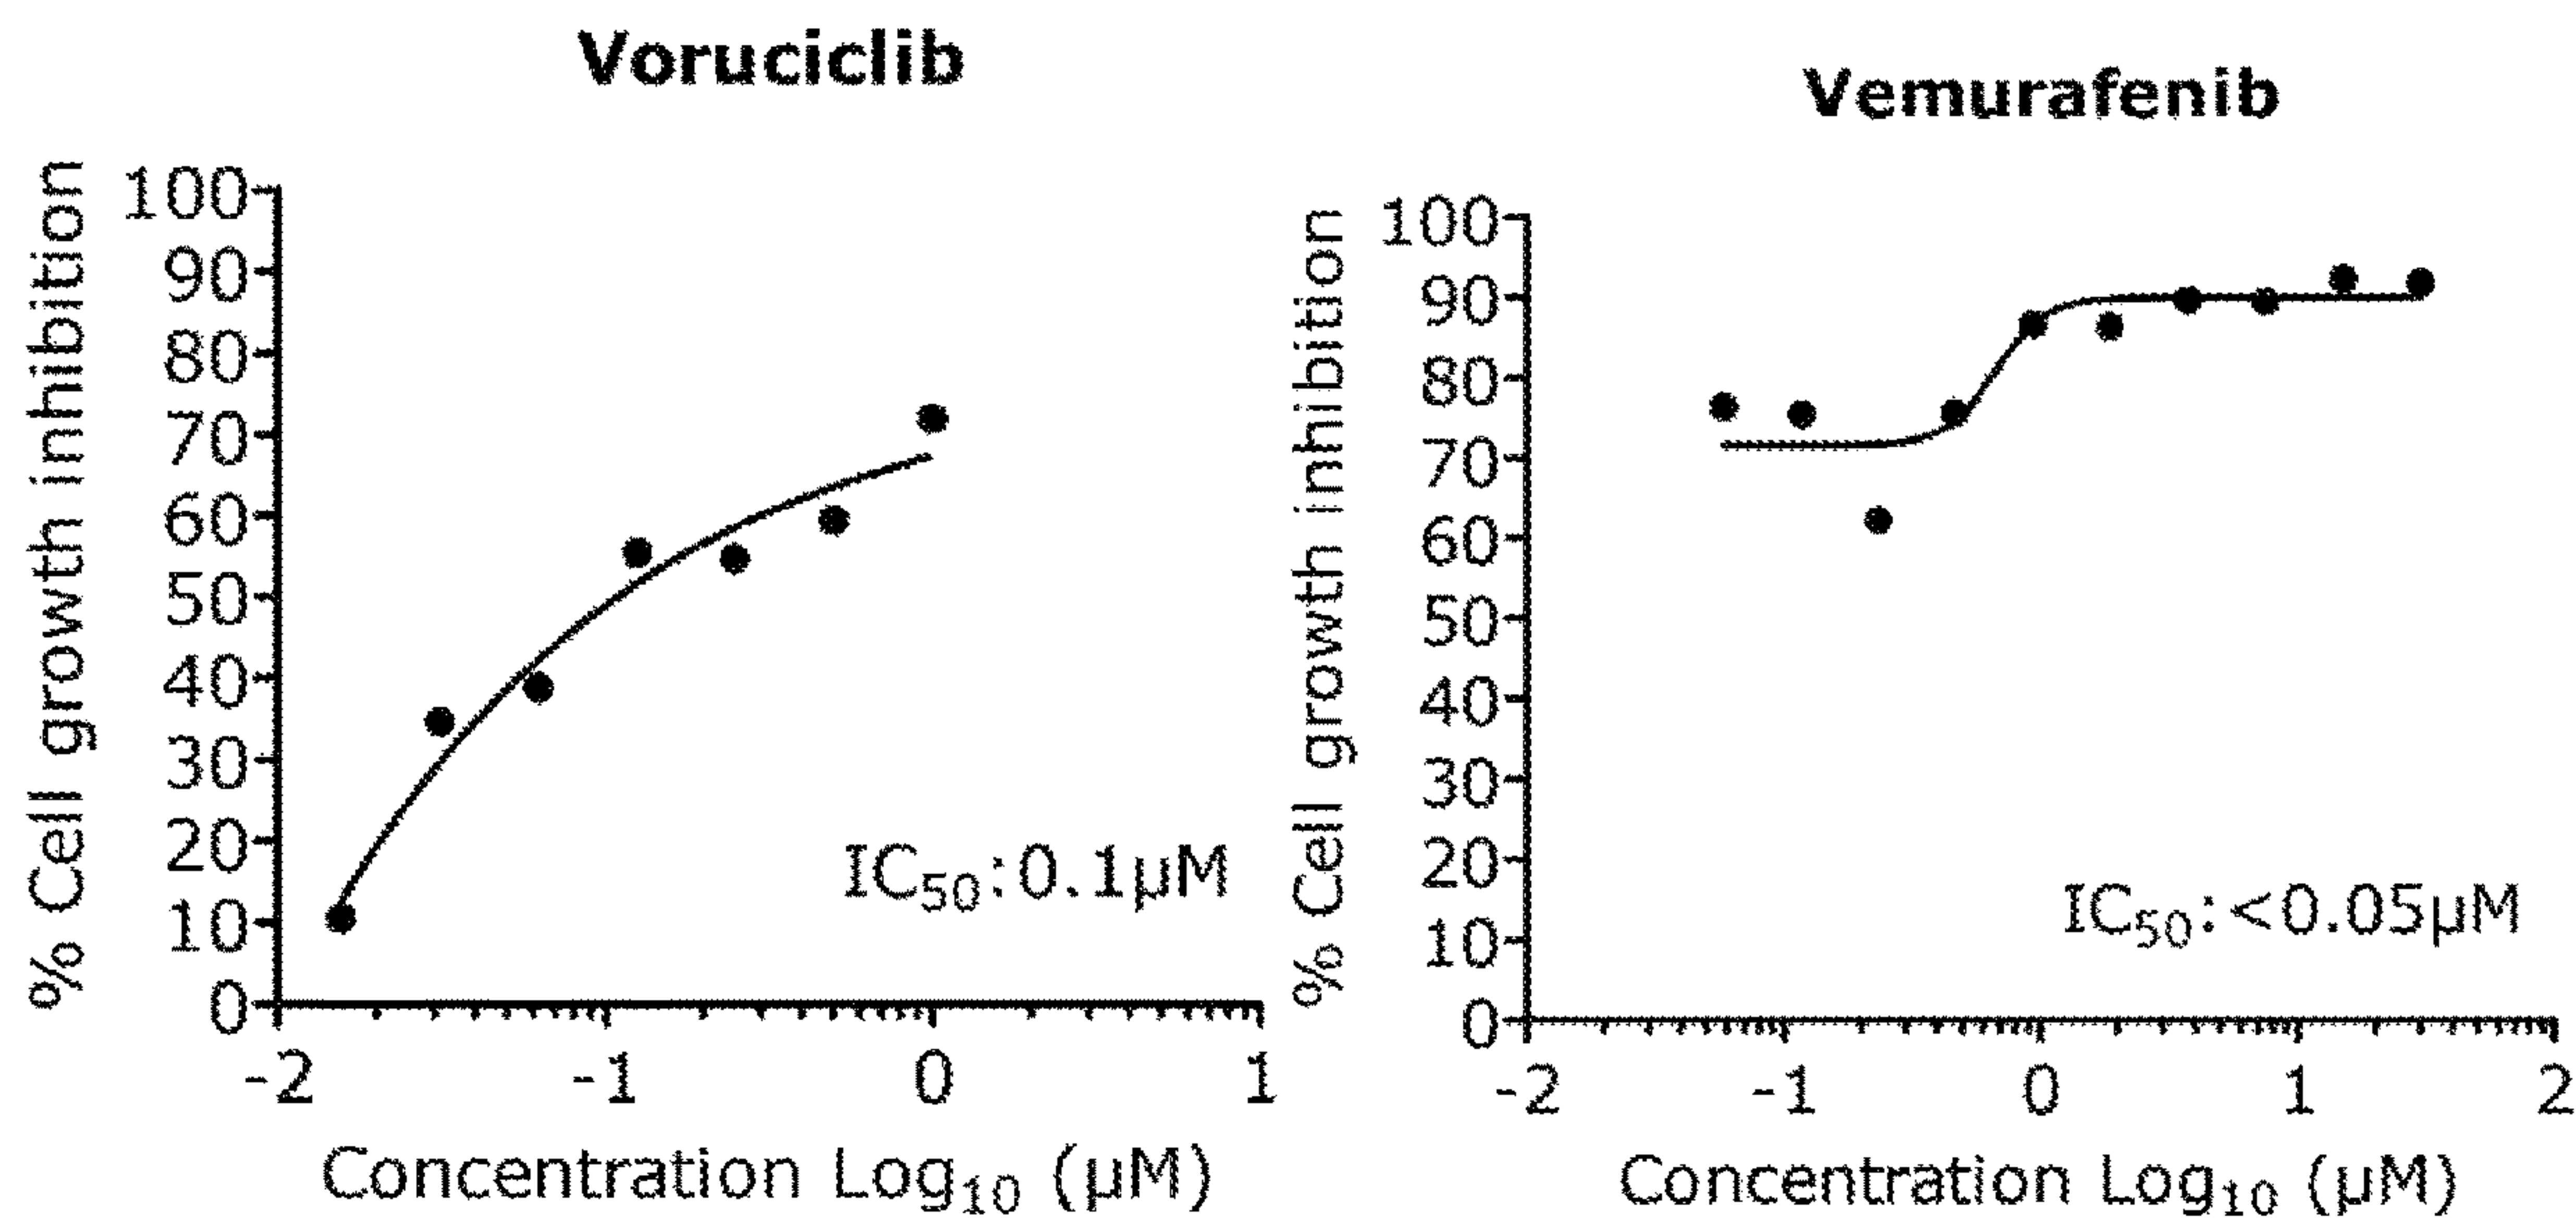 Voruciclib
% Cell growth inhibition
100
90
80
70
60
50
40
30
20
10
0
IC50:0.1µM
-2 -1 0 1
Concentration Log10 (µM)
Vemurafenib
% Cell growth inhibition
100
90
80
70
60
50
40
30
20
10
0
IC50:<0.05µM
-2 -1 0 1 2
Concentration Log10 (µM)